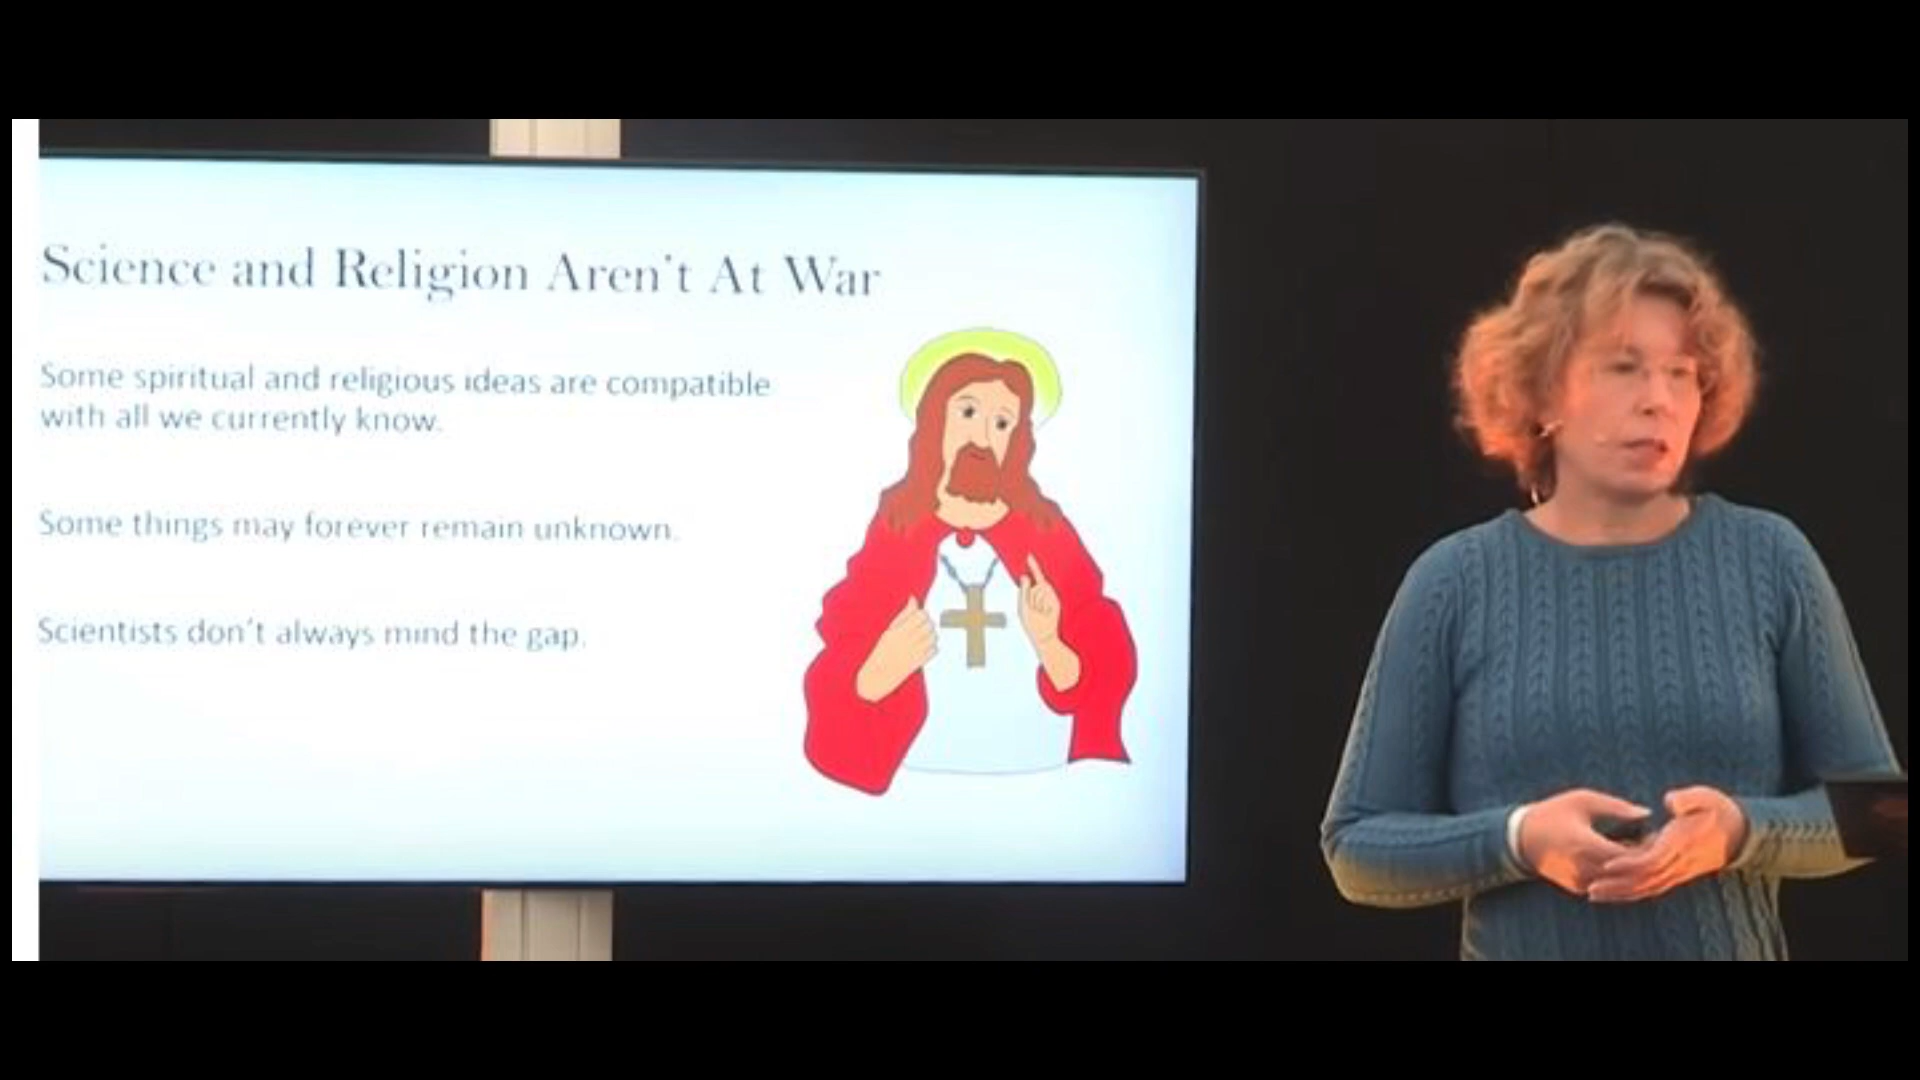 Science and Religion Aren't At War
Some spiritual and religious ideas are compatible
with all we currently know.
Some things may forever remain unknown.
Scientists don't always mind the gap.